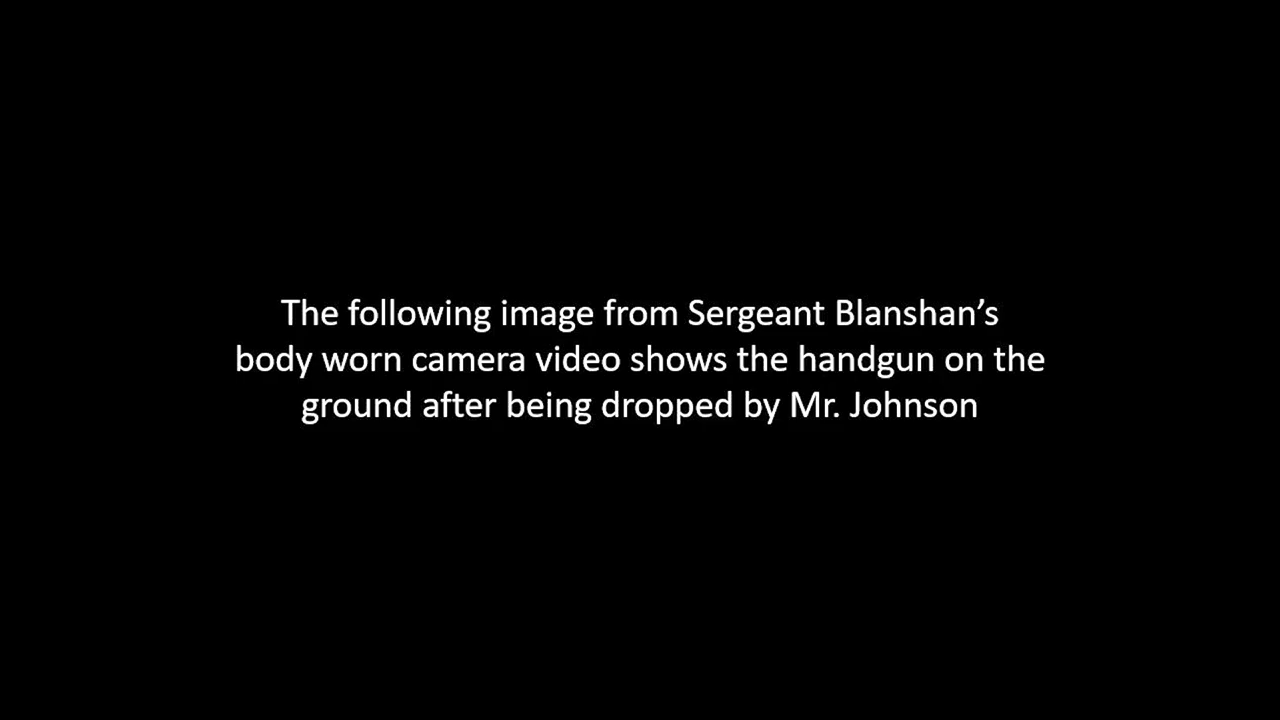 The following image from Sergeant Blanshan’s
body worn camera video shows the handgun on the
ground after being dropped by Mr. Johnson